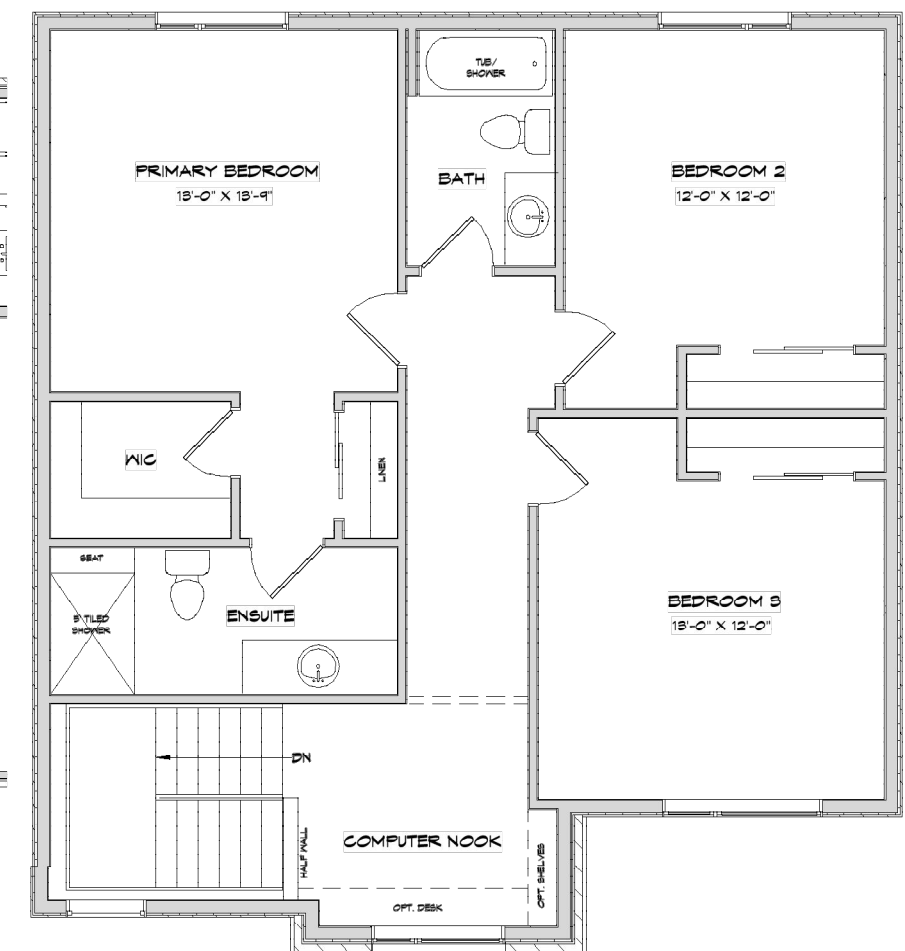 TUB/
SHOWER
PRIMARY BEDROOM
13'-0" X 13'-9"
BATH
BEDROOM 2
12'-0" X 12'-0"
WIC
LINEN
SEAT
5' TILED
SHOWER
ENSUITE
BEDROOM 3
13'-0" X 12'-0"
DN
HALF WALL
COMPUTER NOOK
OPT. SHELVES
OPT. DESK